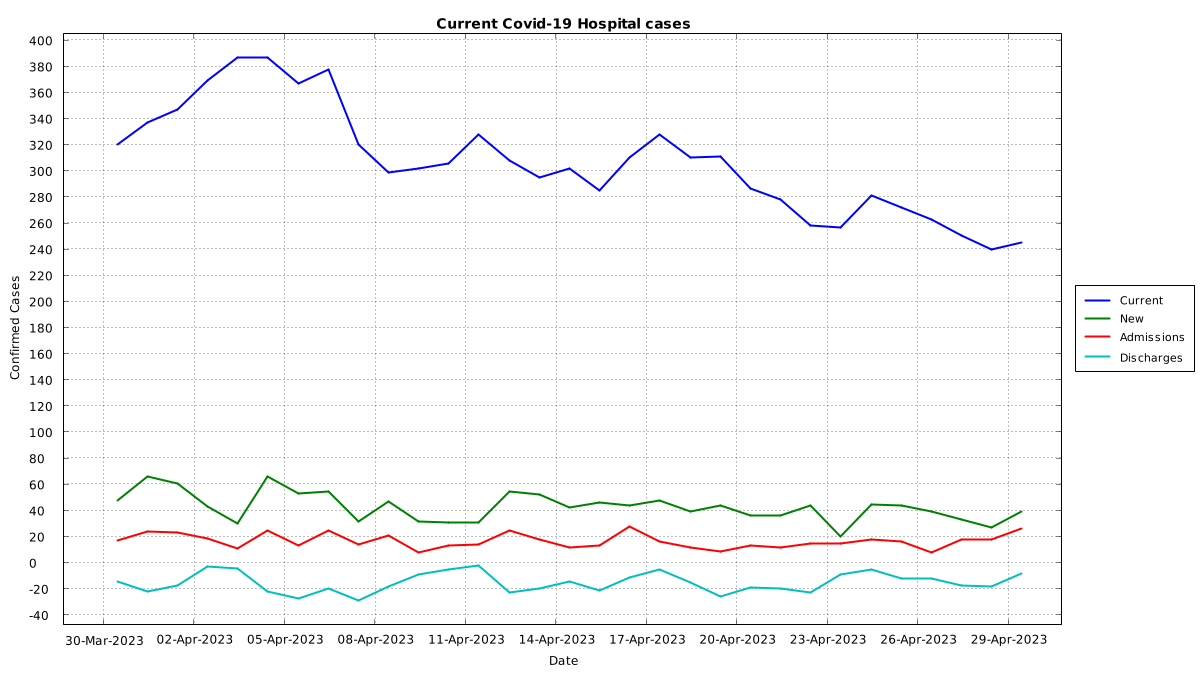 Current Covid-19 Hospital cases
400
380
360
340
320
300
280
260
240
220
200
180
160
140
120
100
80
60
40
20
0
-20
-40
Confirmed Cases
30-Mar-2023
02-Apr-2023
05-Apr-2023
08-Apr-2023
11-Apr-2023
14-Apr-2023
17-Apr-2023
20-Apr-2023
23-Apr-2023
26-Apr-2023
29-Apr-2023
Date
Current
New
Admissions
Discharges